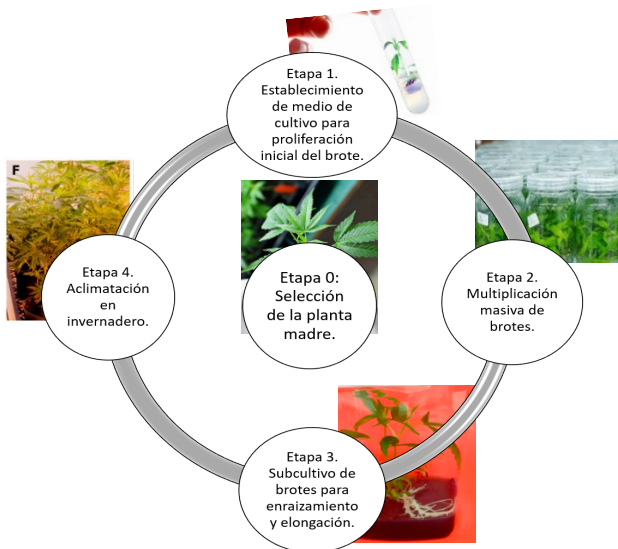 Etapa 1.
Establecimiento
de medio de
cultivo para
proliferación
inicial del brote.
F
Etapa 4.
Aclimatación
en
invernadero.
Etapa 0:
Selección
de la planta
madre.
Etapa 2.
Multiplicación
masiva de
brotes.
Etapa 3.
Subcultivo de
brotes para
enraizamiento
y elongación.